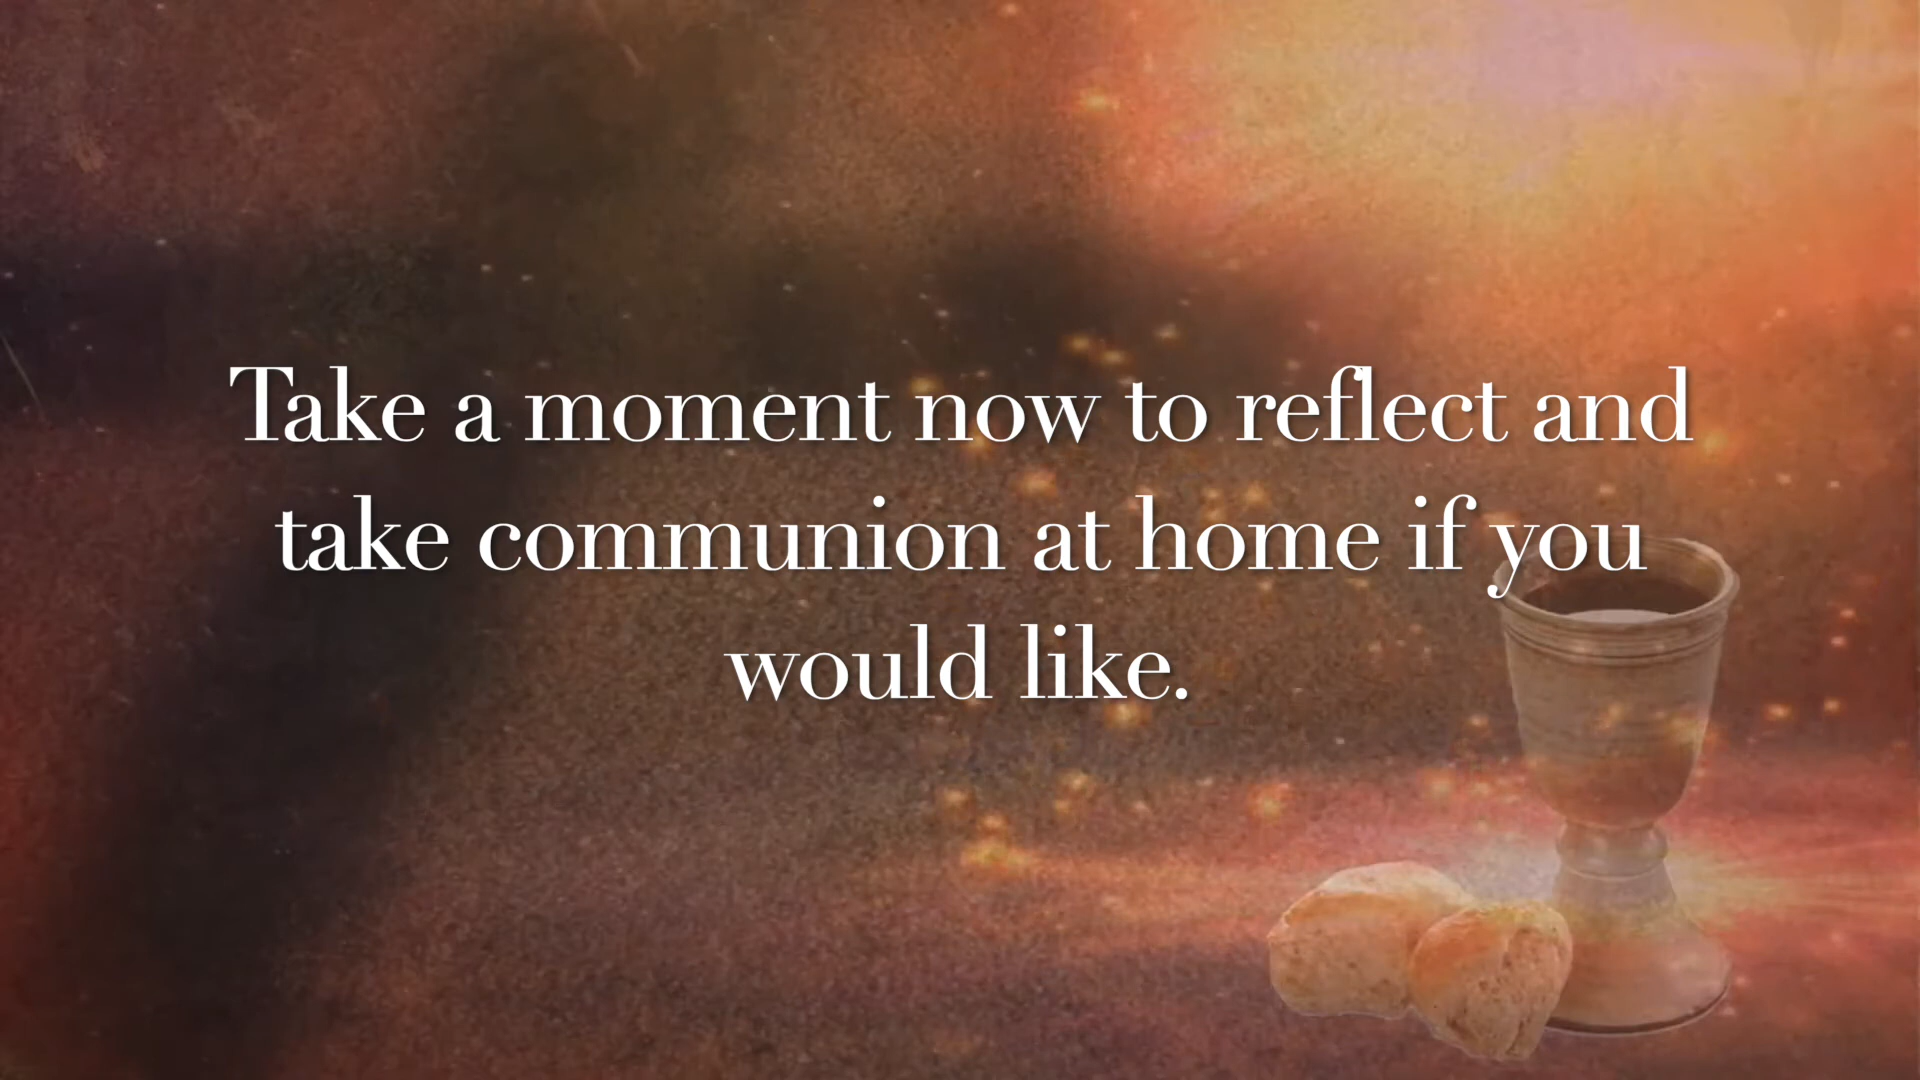 Take a moment now to reflect and
take communion at home if you
would like.